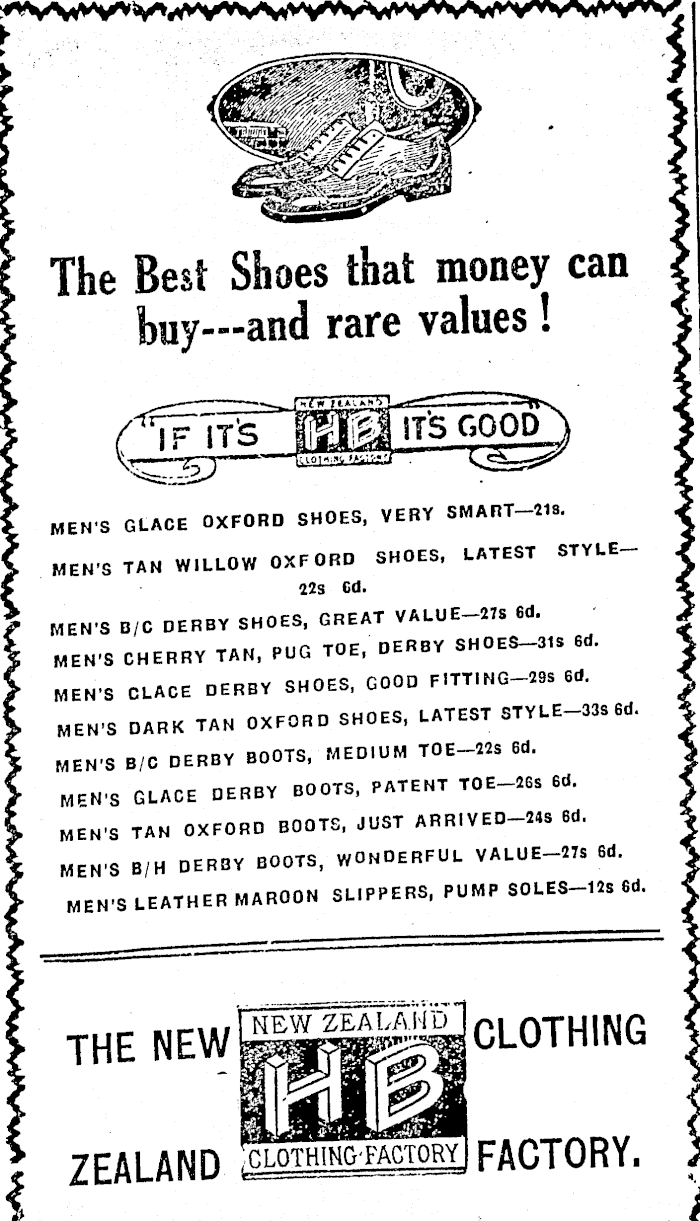 The Best Shoes that money can
buy---and rare values!
NEW ZEALAND
"IF IT'S HB IT'S GOOD"
CLOTHING FACTORY
MEN'S GLACE OXFORD SHOES, VERY SMART—21s.
MEN'S TAN WILLOW OXFORD SHOES, LATEST STYLE—
22s 6d.
MEN'S B/C DERBY SHOES, GREAT VALUE—27s 6d.
MEN'S CHERRY TAN, PUG TOE, DERBY SHOES—31s 6d.
MEN'S CLACE DERBY SHOES, GOOD FITTING—29s 6d.
MEN'S DARK TAN OXFORD SHOES, LATEST STYLE—33s 6d.
MEN'S B/C DERBY BOOTS, MEDIUM TOE—22s 6d.
MEN'S GLACE DERBY BOOTS, PATENT TOE—26s 6d.
MEN'S TAN OXFORD BOOTS, JUST ARRIVED—24s 6d.
MEN'S B/H DERBY BOOTS, WONDERFUL VALUE—27s 6d.
MEN'S LEATHER MAROON SLIPPERS, PUMP SOLES—12s 6d.
NEW ZEALAND
THE NEW HB CLOTHING
CLOTHING FACTORY
ZEALAND FACTORY.